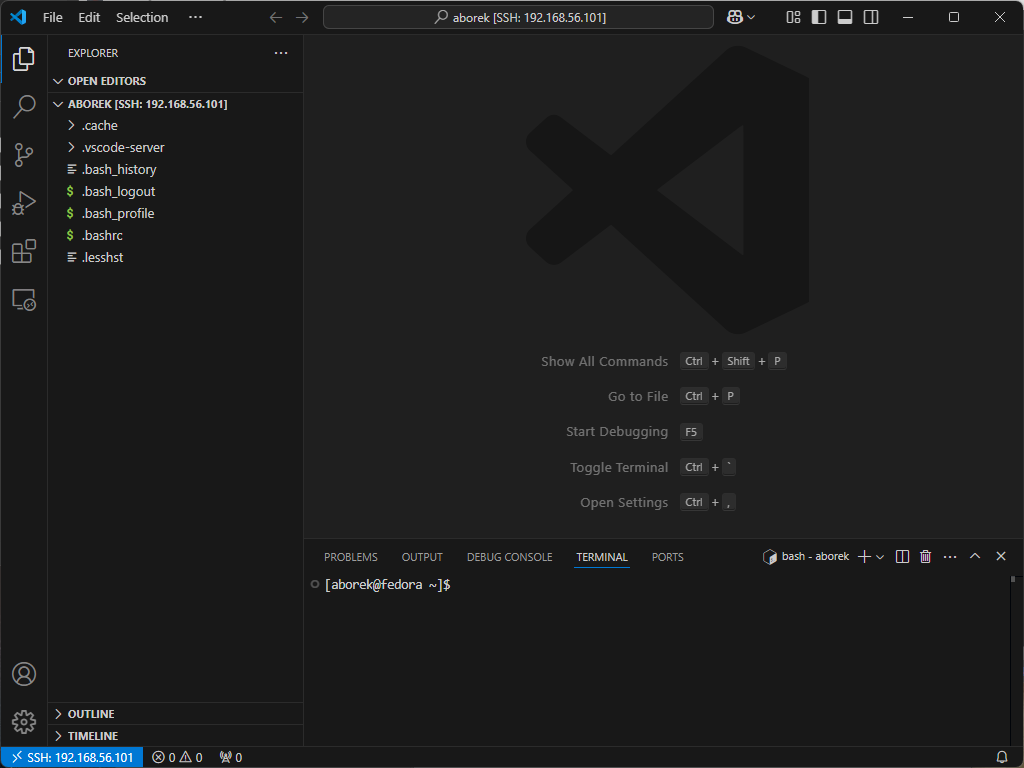 File Edit Selection ··· aborek [SSH: 192.168.56.101]
EXPLORER ···
OPEN EDITORS
ABOREK [SSH: 192.168.56.101]
.cache
.vscode-server
.bash_history
$ .bash_logout
$ .bash_profile
$ .bashrc
.lesshst
Show All Commands Ctrl + Shift + P
Go to File Ctrl + P
Start Debugging F5
Toggle Terminal Ctrl + `
Open Settings Ctrl + ,
PROBLEMS OUTPUT DEBUG CONSOLE TERMINAL PORTS bash - aborek ···
[aborek@fedora ~]$
OUTLINE
TIMELINE
SSH: 192.168.56.101 0 0 0